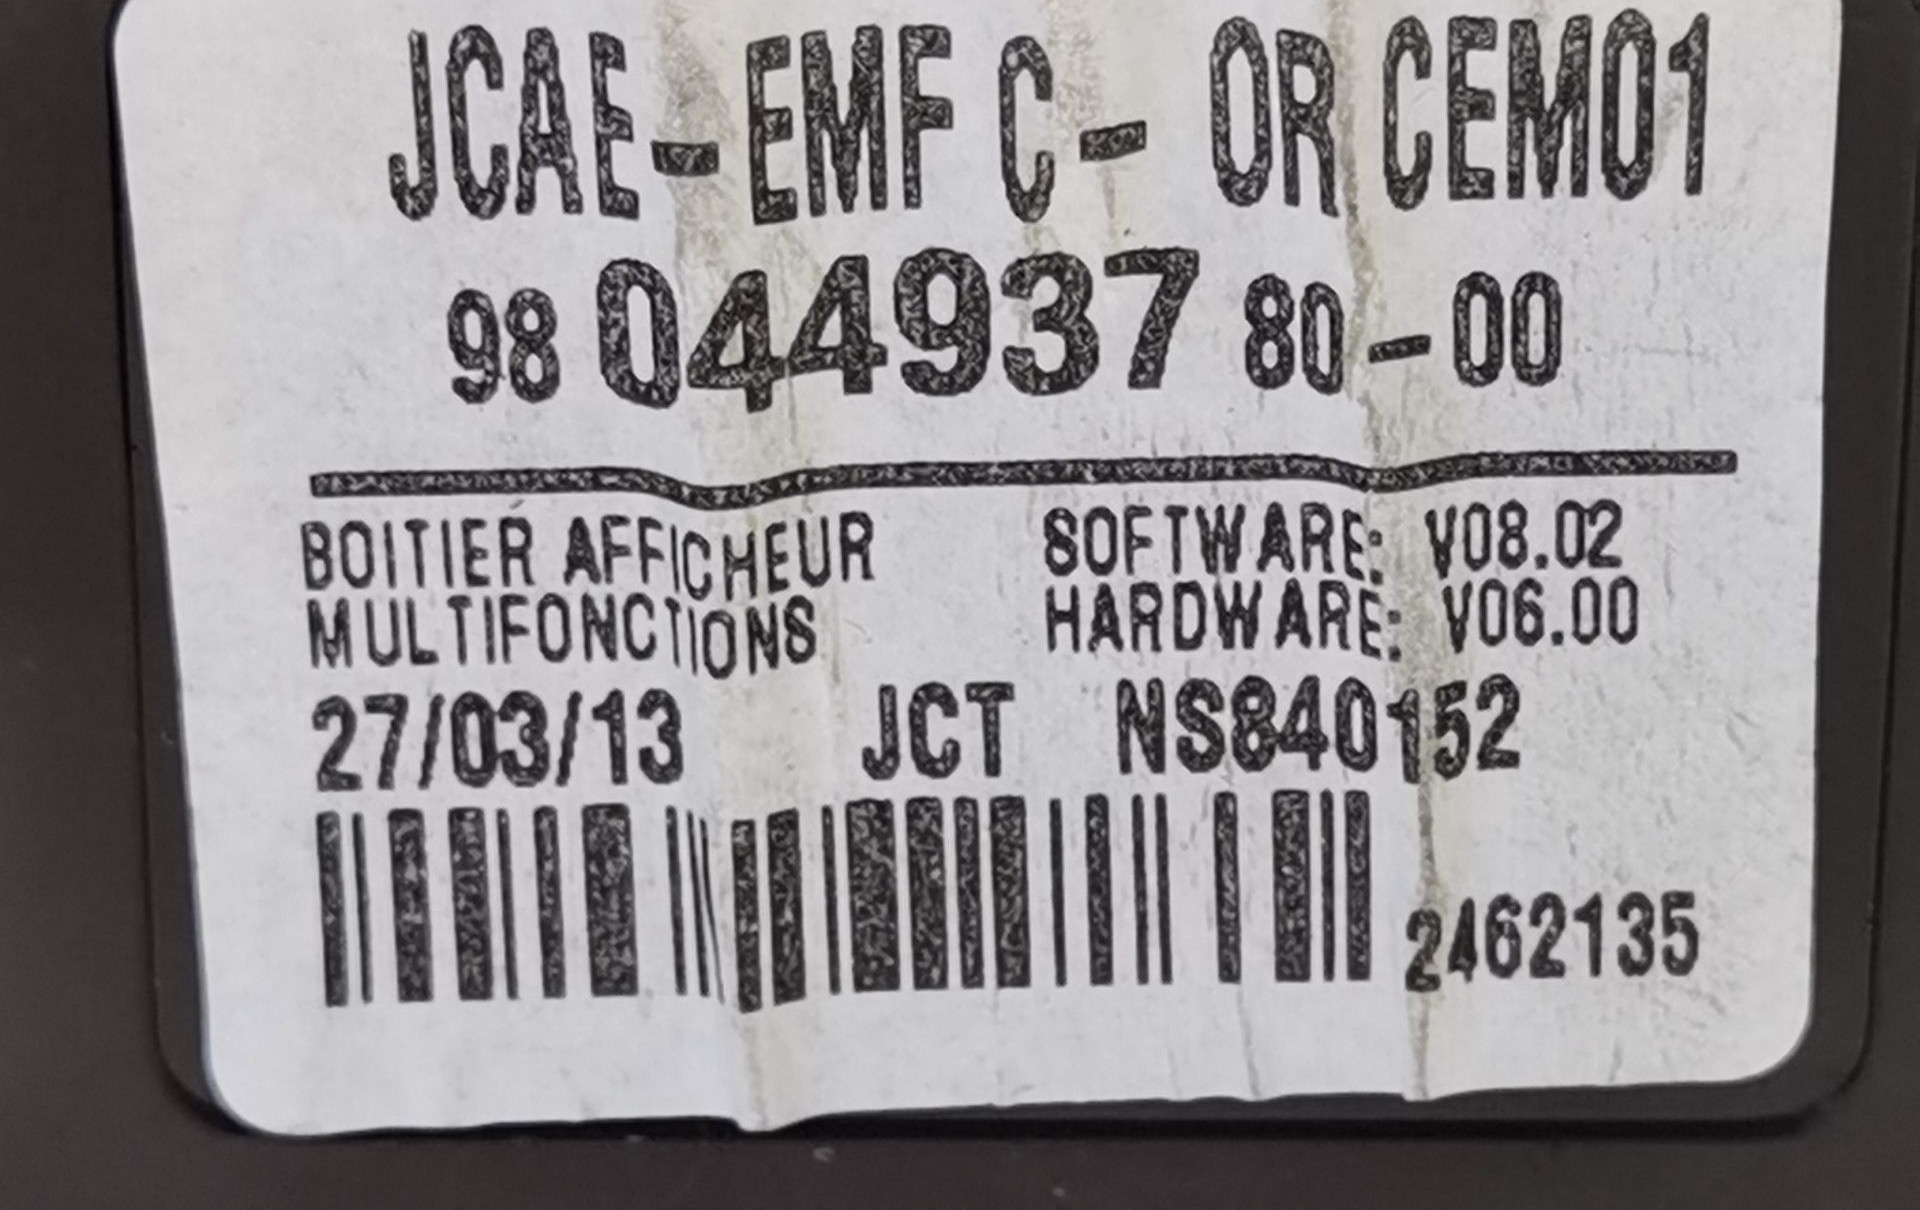 JCAE-EMF C- OR CEM01
98 044937 80-00
BOITIER AFFICHEUR SOFTWARE: V08.02
MULTIFONCTIONS HARDWARE: V06.00
27/03/13 JCT NS840152
2462135